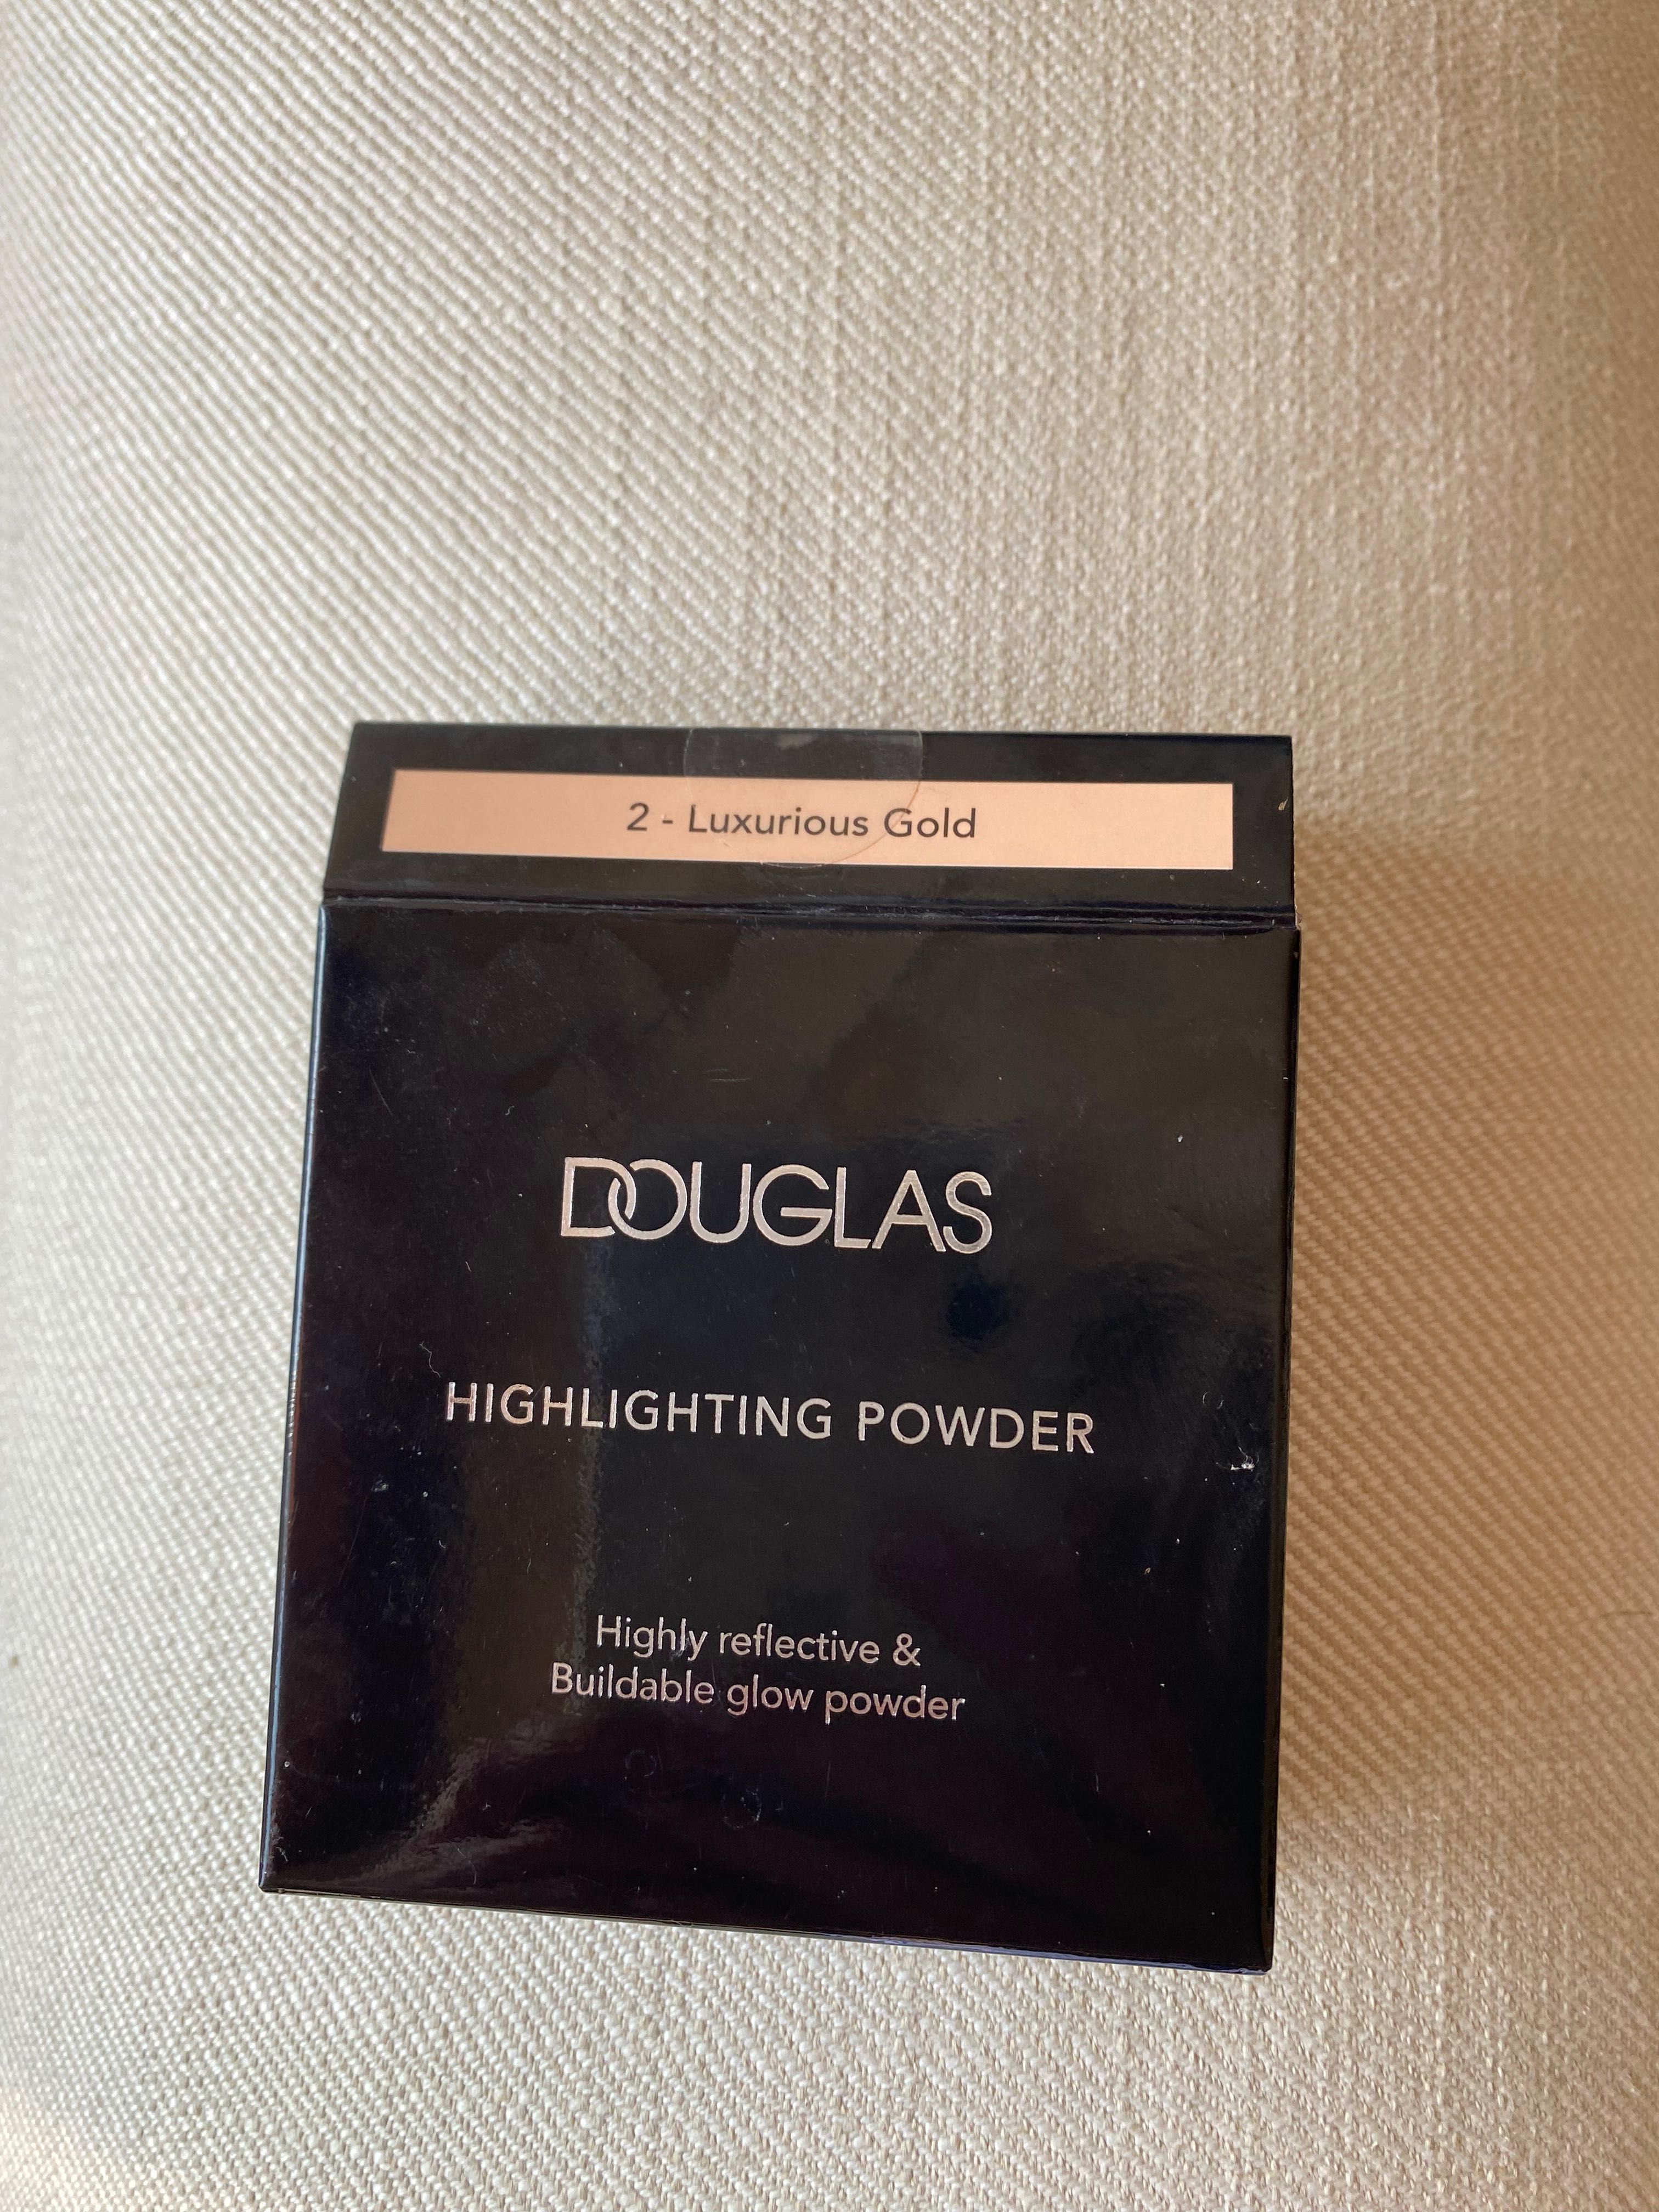 2 - Luxurious Gold
DOUGLAS
HIGHLIGHTING POWDER
Highly reflective &
Buildable glow powder